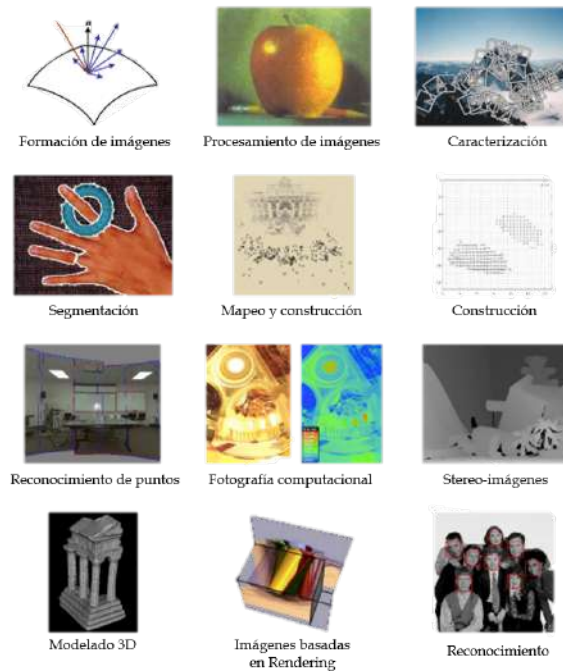 Formación de imágenes
Procesamiento de imágenes
Caracterización
Segmentación
Mapeo y construcción
Construcción
Reconocimiento de puntos
Fotografía computacional
Stereo-imágenes
Modelado 3D
Imágenes basadas
en Rendering
Reconocimiento